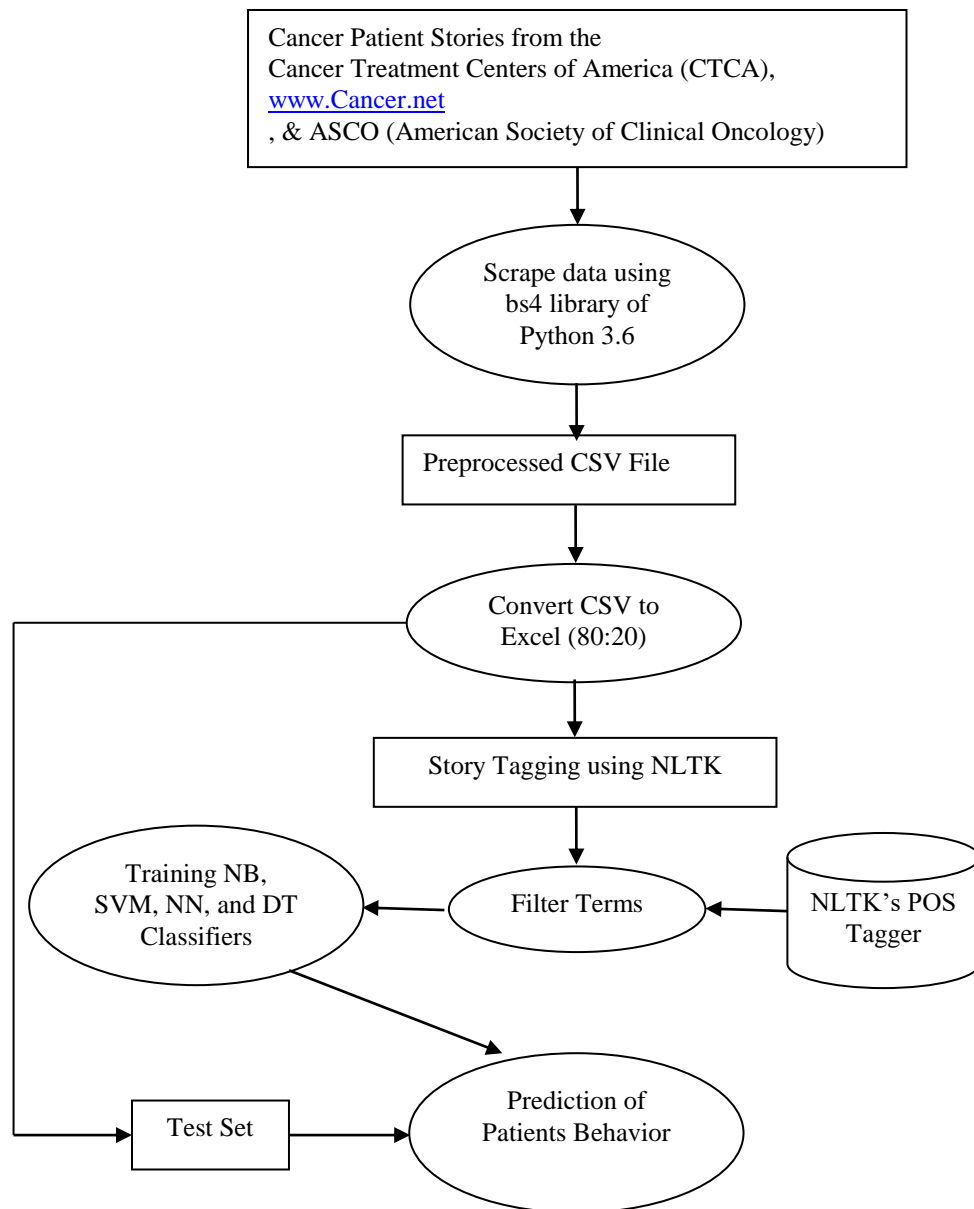 Cancer Patient Stories from the
Cancer Treatment Centers of America (CTCA),
www.Cancer.net
, & ASCO (American Society of Clinical Oncology)
Scrape data using
bs4 library of
Python 3.6
Preprocessed CSV File
Convert CSV to
Excel (80:20)
Story Tagging using NLTK
Training NB,
SVM, NN, and DT
Classifiers
Filter Terms
NLTK’s POS
Tagger
Test Set
Prediction of
Patients Behavior